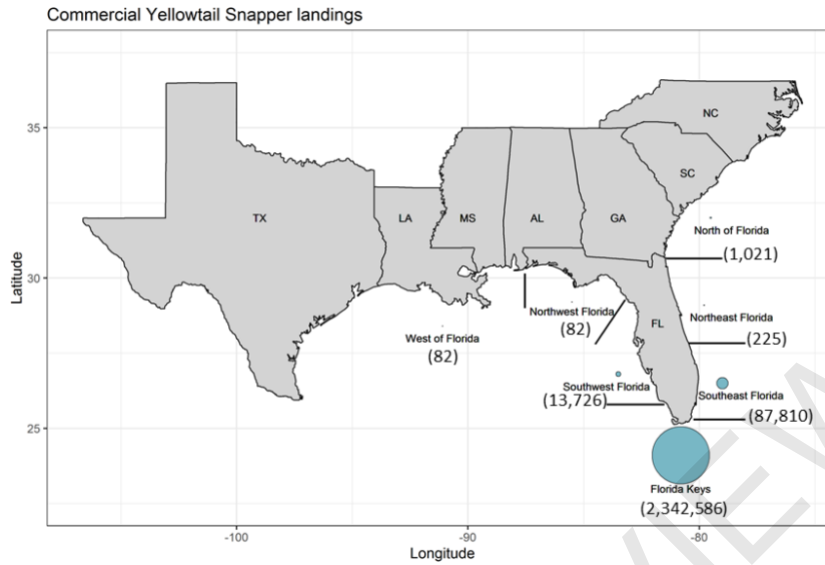 Commercial Yellowtail Snapper landings
35
30
25
Latitude
NC
SC
TX
LA
MS
AL
GA
FL
North of Florida
(1,021)
Northwest Florida
(82)
Northeast Florida
(225)
West of Florida
(82)
Southwest Florida
(13,726)
Southeast Florida
(87,810)
Florida Keys
(2,342,586)
-100
-90
-80
Longitude
VIEW